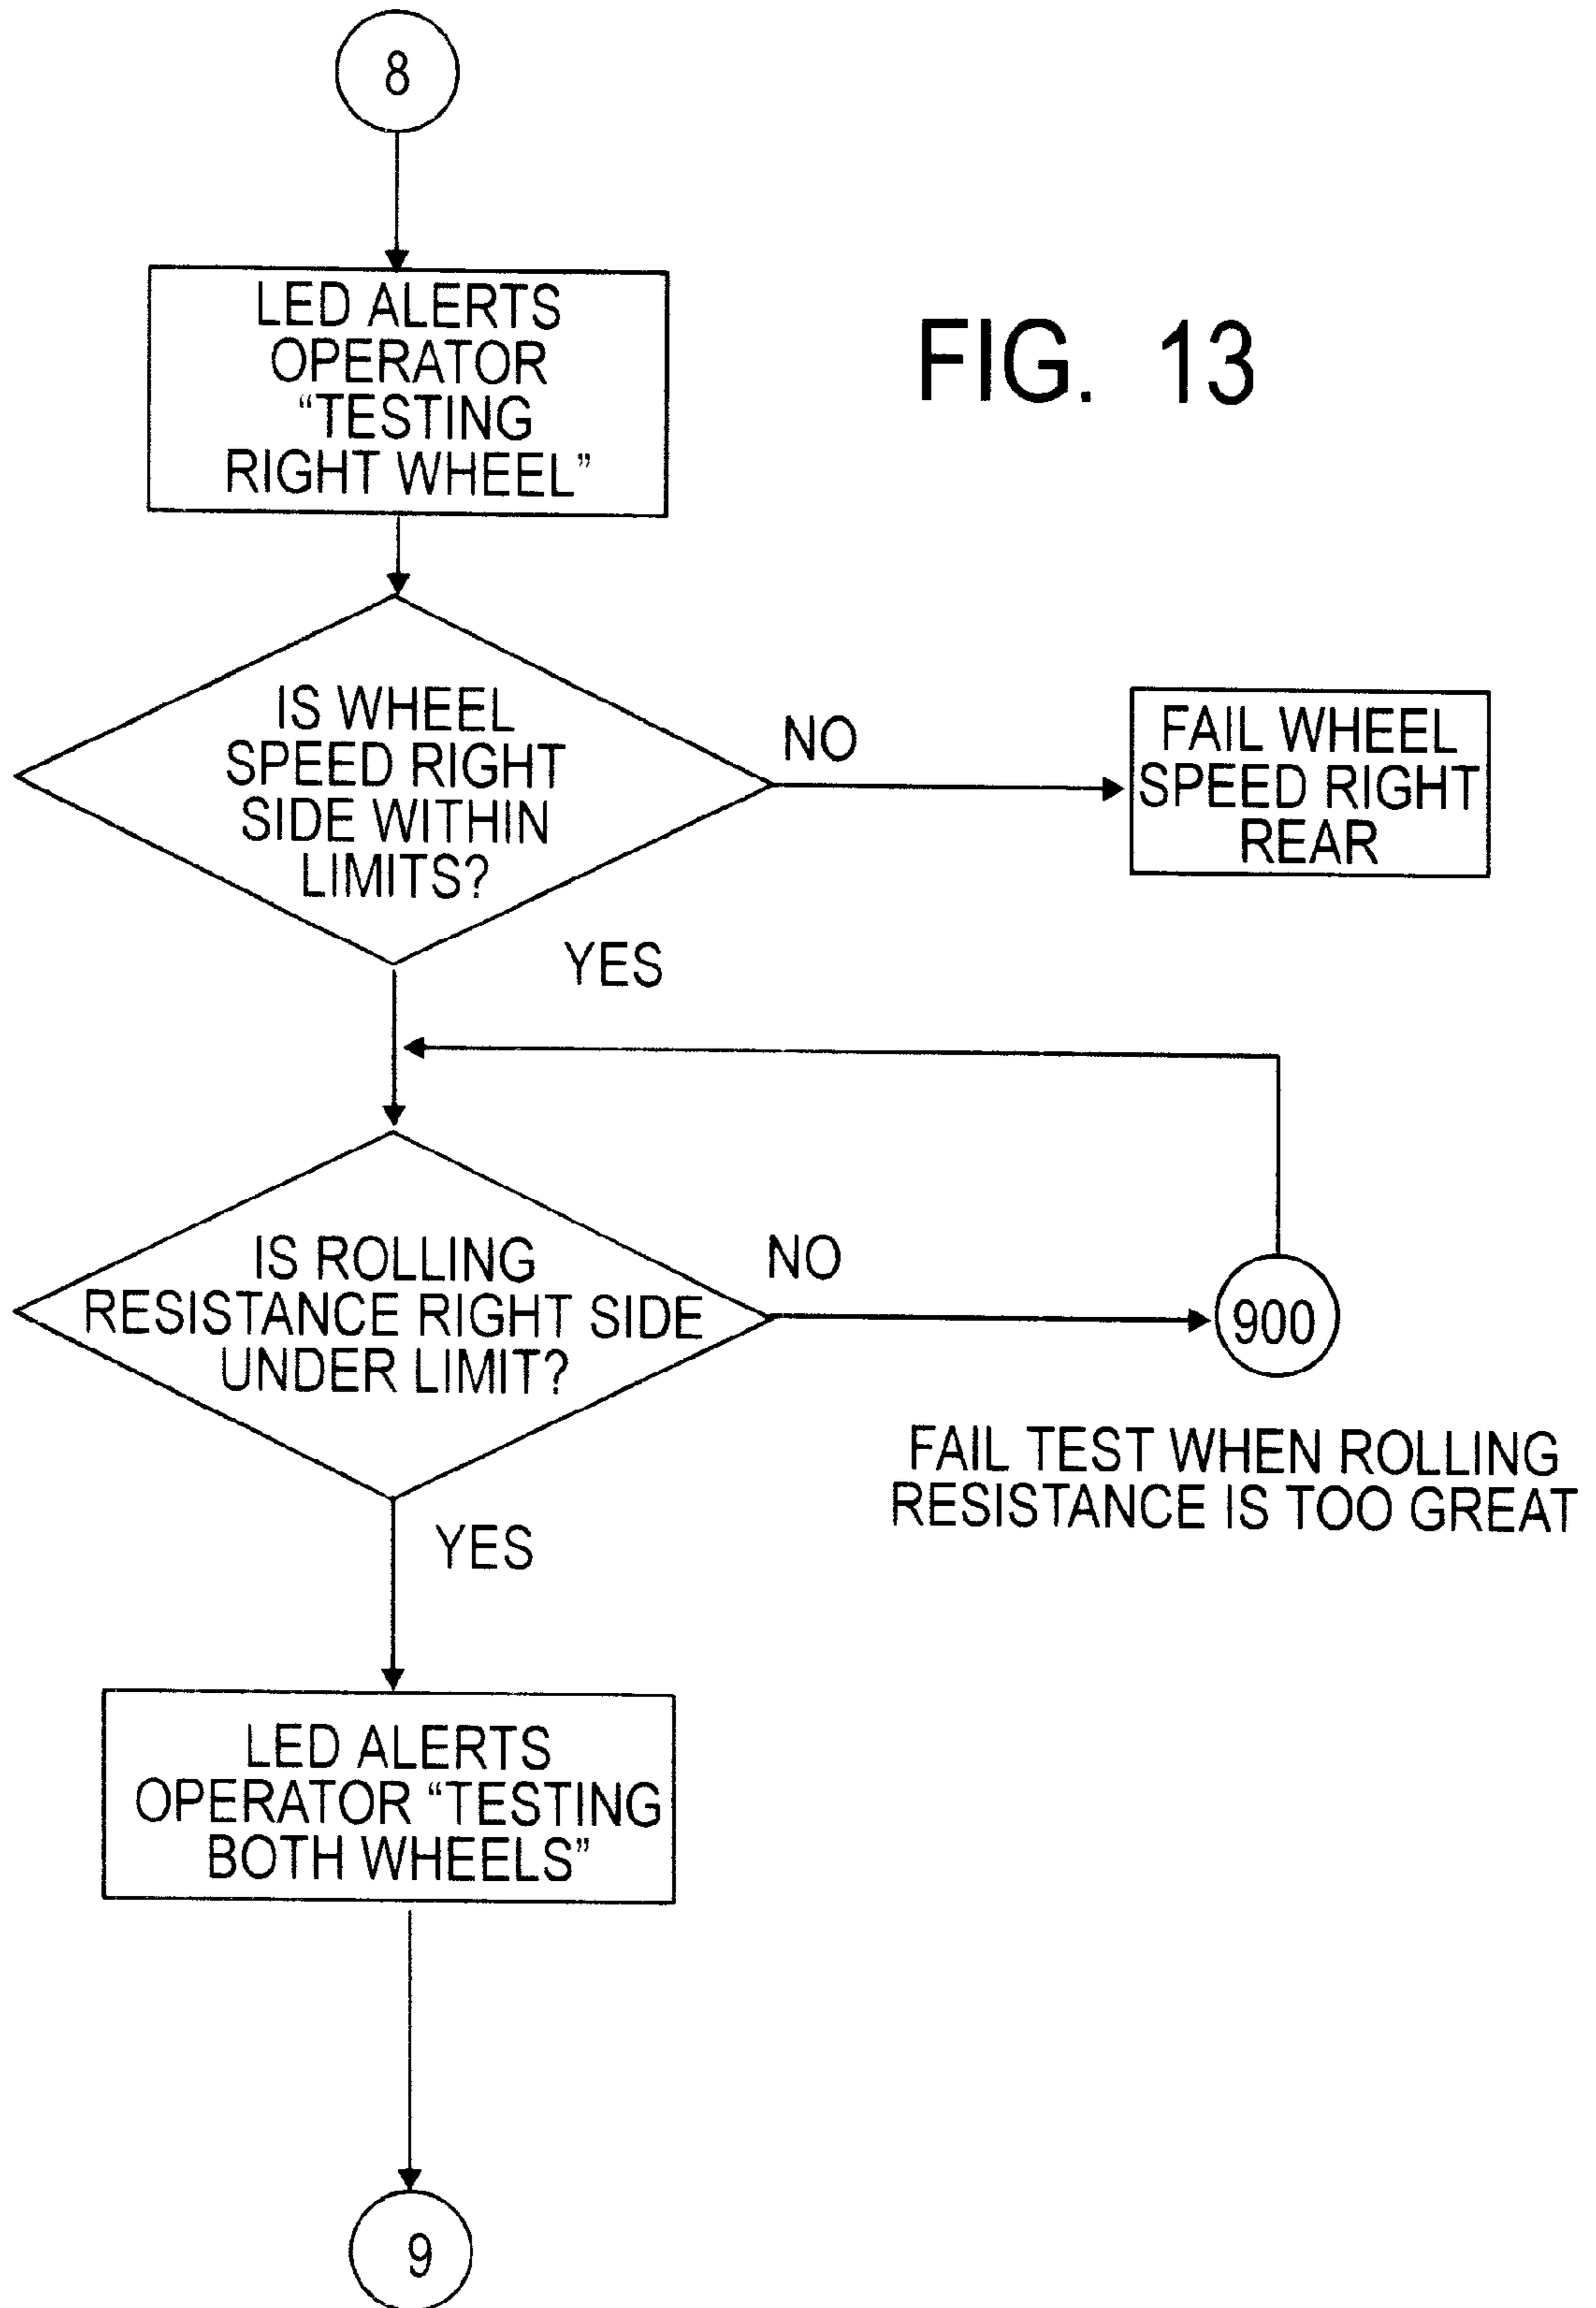 8
LED ALERTS
OPERATOR
“TESTING
RIGHT WHEEL”
FIG. 13
IS WHEEL
SPEED RIGHT
SIDE WITHIN
LIMITS?
NO
FAIL WHEEL
SPEED RIGHT
REAR
YES
IS ROLLING
RESISTANCE RIGHT SIDE
UNDER LIMIT?
NO
900
FAIL TEST WHEN ROLLING
RESISTANCE IS TOO GREAT
YES
LED ALERTS
OPERATOR “TESTING
BOTH WHEELS”
9